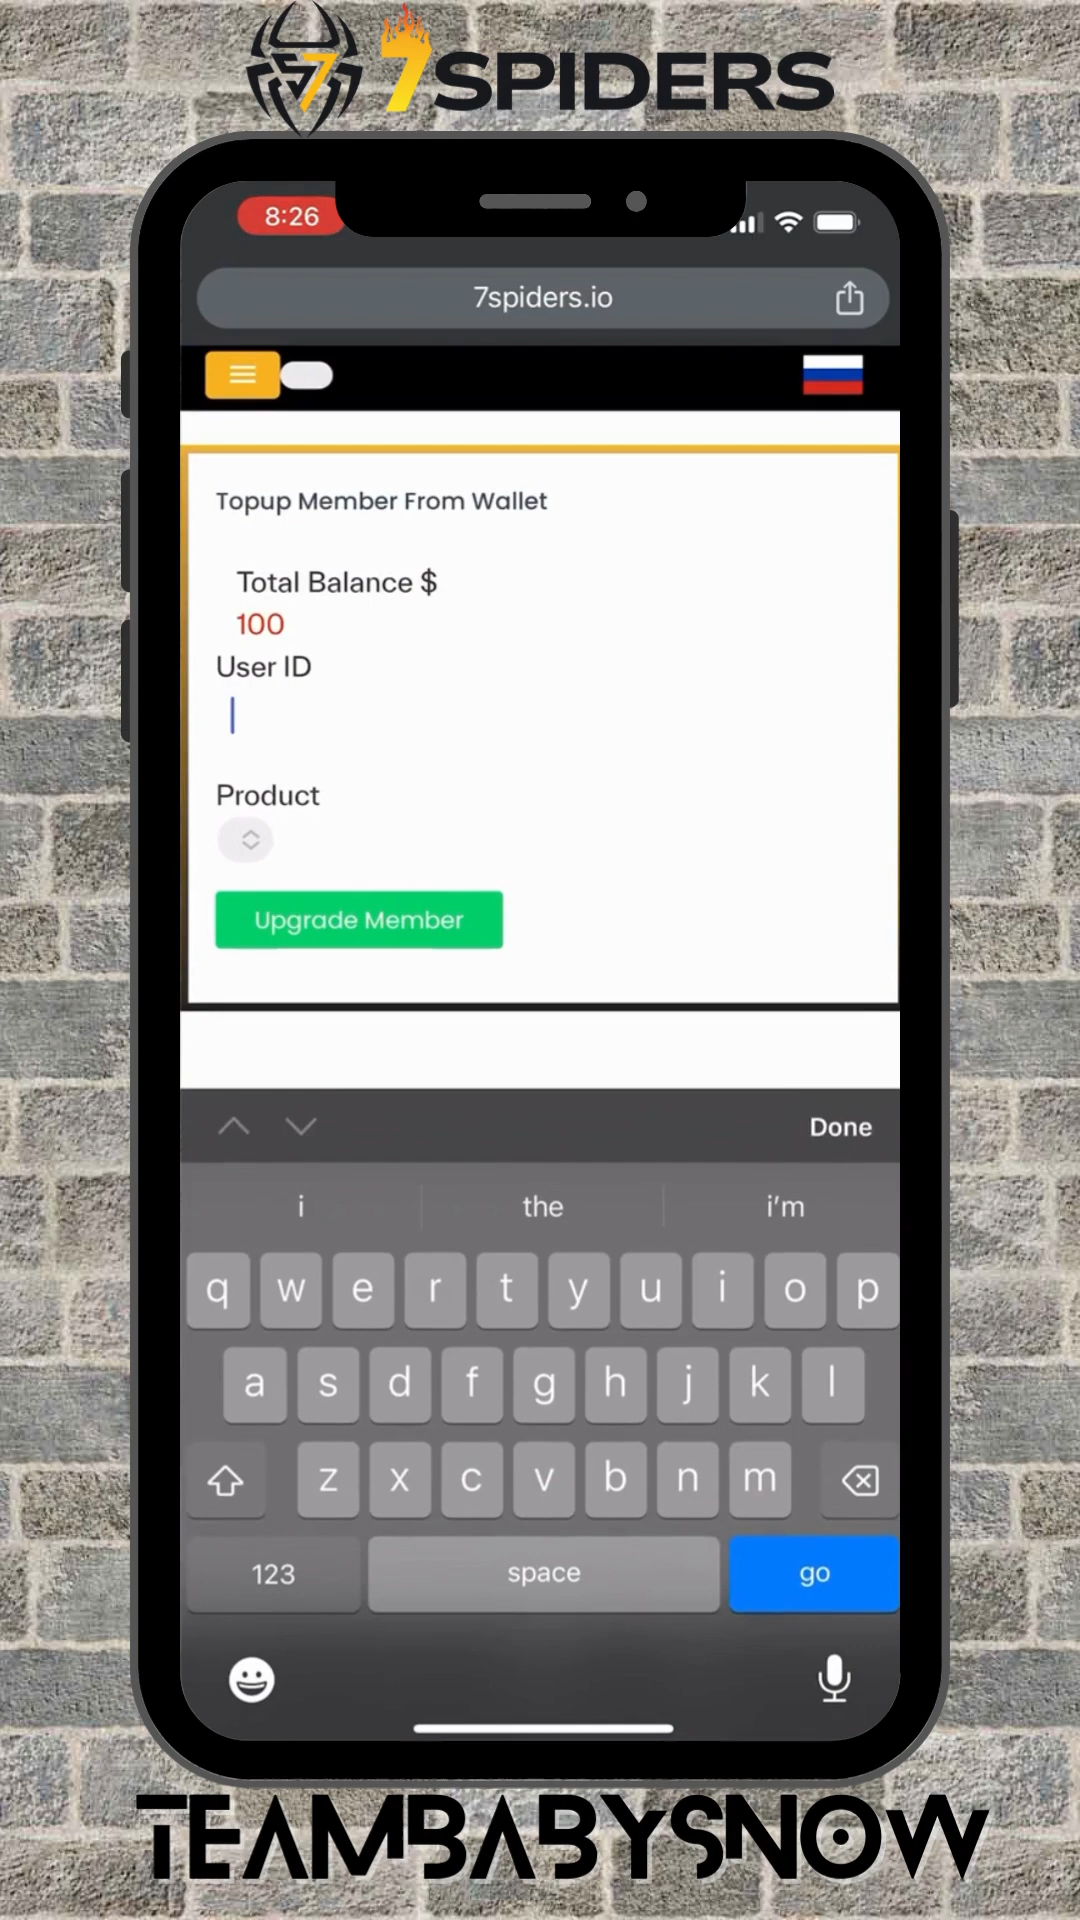 7SPIDERS
8:26
7spiders.io
Topup Member From Wallet
Total Balance $
100
User ID
Product
Upgrade Member
Done
i the i'm
q w e r t y u i o p
a s d f g h j k l
z x c v b n m
123 space go
TEAMBABYSNOW